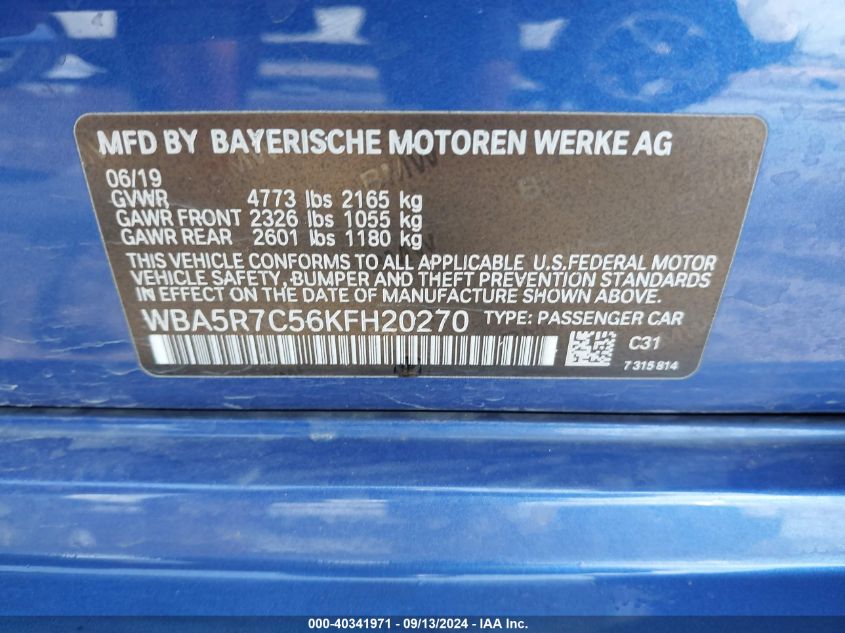 MFD BY BAYERISCHE MOTOREN WERKE AG
06/19
GVWR 4773 lbs 2165 kg
GAWR FRONT 2326 lbs 1055 kg
GAWR REAR 2601 lbs 1180 kg
THIS VEHICLE CONFORMS TO ALL APPLICABLE U.S.FEDERAL MOTOR
VEHICLE SAFETY, BUMPER AND THEFT PREVENTION STANDARDS
IN EFFECT ON THE DATE OF MANUFACTURE SHOWN ABOVE.
WBA5R7C56KFH20270 TYPE: PASSENGER CAR
C31
7 315 814
000-40341971 - 09/13/2024 - IAA Inc.